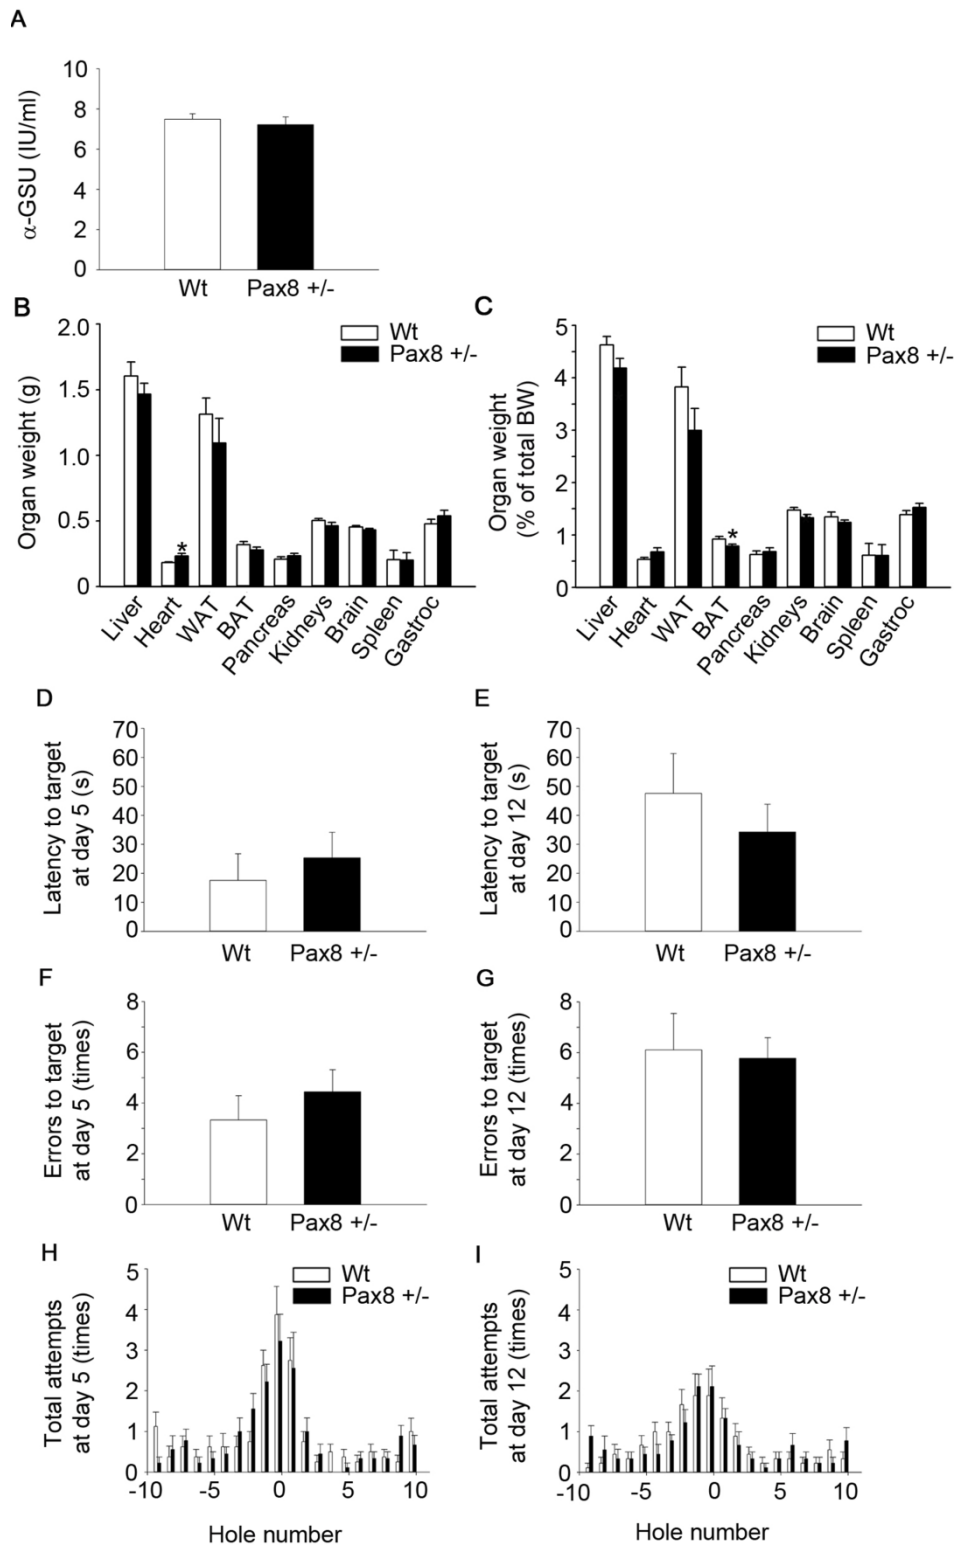 A
α-GSU (IU/ml)
10
8
6
4
2
0
Wt
Pax8 +/-
B
Organ weight (g)
2.0
1.5
1.0
0.5
0
Wt
Pax8 +/-
*
Liver
Heart
WAT
BAT
Pancreas
Kidneys
Brain
Spleen
Gastroc
C
Organ weight
(% of total BW)
5
4
3
2
1
0
Wt
Pax8 +/-
*
Liver
Heart
WAT
BAT
Pancreas
Kidneys
Brain
Spleen
Gastroc
D
Latency to target
at day 5 (s)
70
60
50
40
30
20
10
0
Wt
Pax8 +/-
E
Latency to target
at day 12 (s)
70
60
50
40
30
20
10
0
Wt
Pax8 +/-
F
Errors to target
at day 5 (times)
8
6
4
2
0
Wt
Pax8 +/-
G
Errors to target
at day 12 (times)
8
6
4
2
0
Wt
Pax8 +/-
H
Total attempts
at day 5 (times)
5
4
3
2
1
0
Wt
Pax8 +/-
-10
-5
0
5
10
Hole number
I
Total attempts
at day 12 (times)
5
4
3
2
1
0
Wt
Pax8 +/-
-10
-5
0
5
10
Hole number